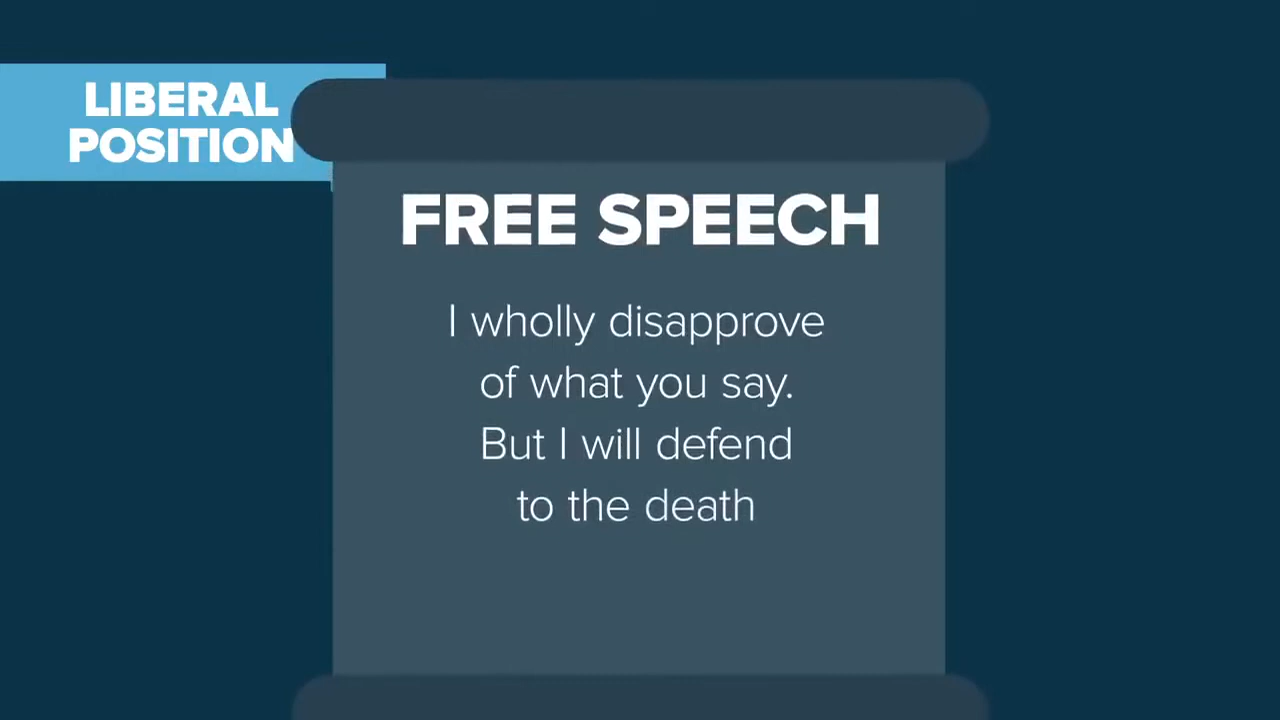 LIBERAL
POSITION
FREE SPEECH
I wholly disapprove
of what you say.
But I will defend
to the death